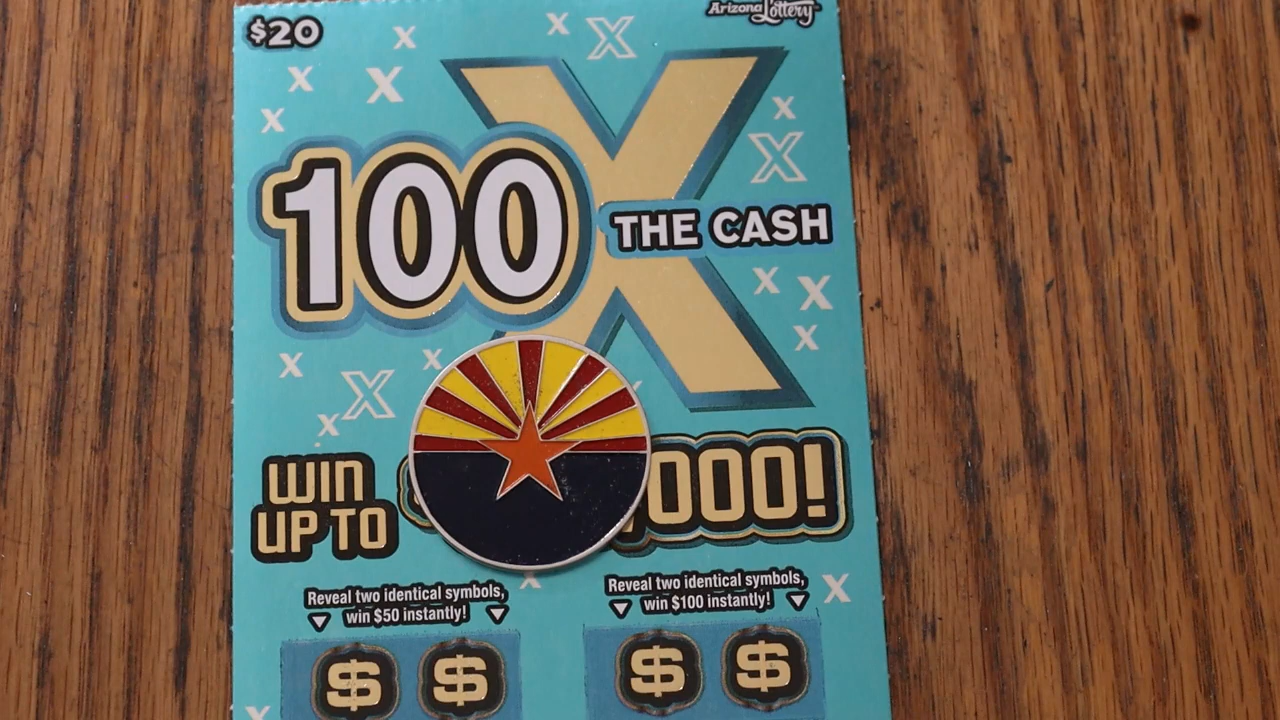 $20
Arizona Lottery
100X
THE CASH
WIN
UP TO
,000!
Reveal two identical symbols,
win $50 instantly!
Reveal two identical symbols,
win $100 instantly!
$ $ $ $